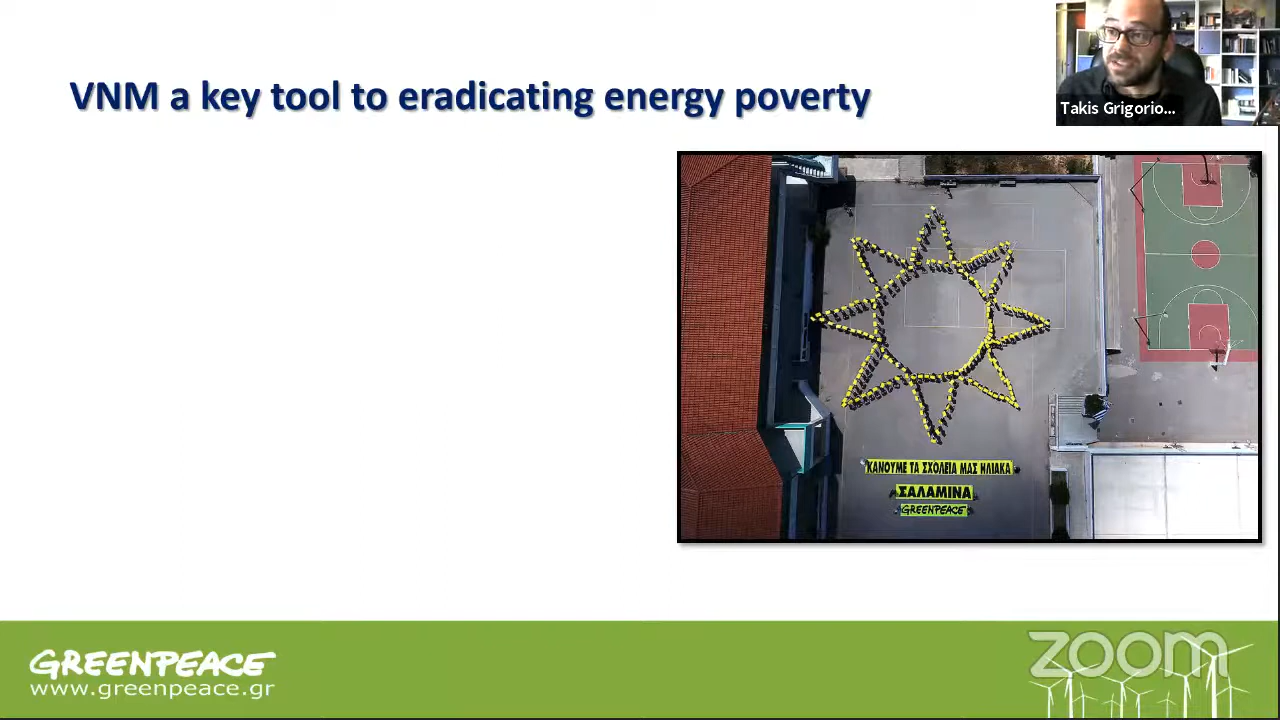 VNM a key tool to eradicating energy poverty
Takis Grigorio...
ΚΑΝΟΥΜΕ ΤΑ ΣΧΟΛΕΙΑ ΜΑΣ ΗΛΙΑΚΑ
ΣΑΛΑΜΙΝΑ
GREENPEACE
GREENPEACE
www.greenpeace.gr
zoom